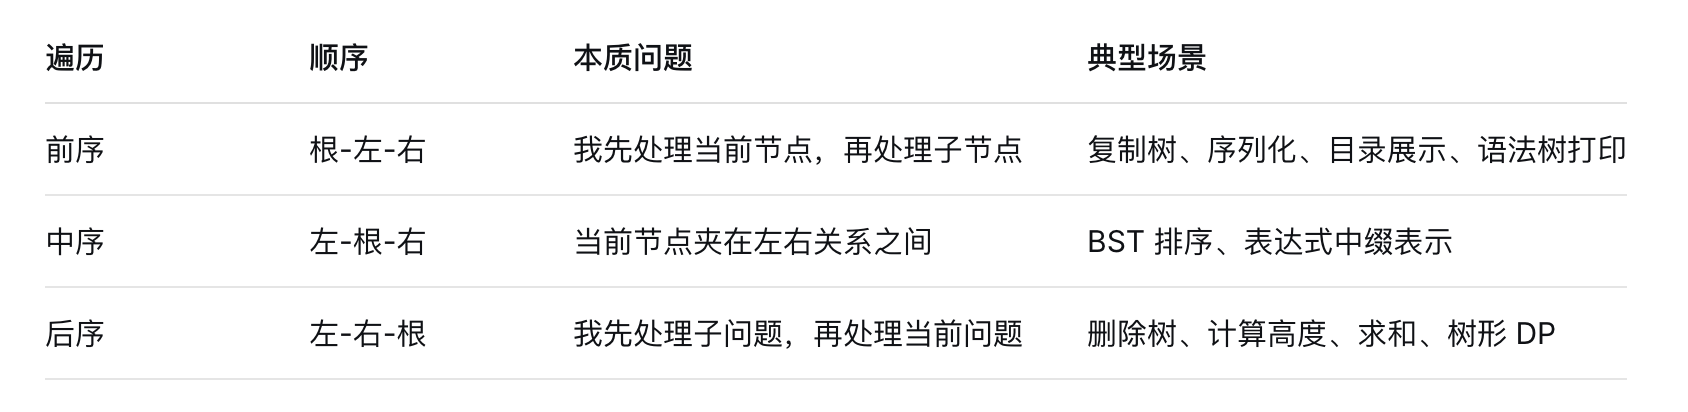 遍历 顺序 本质问题 典型场景
前序 根-左-右 我先处理当前节点，再处理子节点 复制树、序列化、目录展示、语法树打印
中序 左-根-右 当前节点夹在左右关系之间 BST 排序、表达式中缀表示
后序 左-右-根 我先处理子问题，再处理当前问题 删除树、计算高度、求和、树形 DP